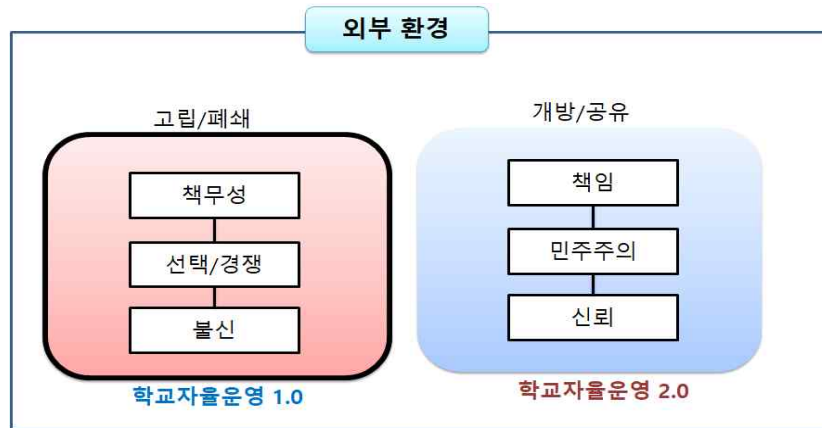 외부 환경
고립/폐쇄
책무성
선택/경쟁
불신
학교자율운영 1.0
개방/공유
책임
민주주의
신뢰
학교자율운영 2.0